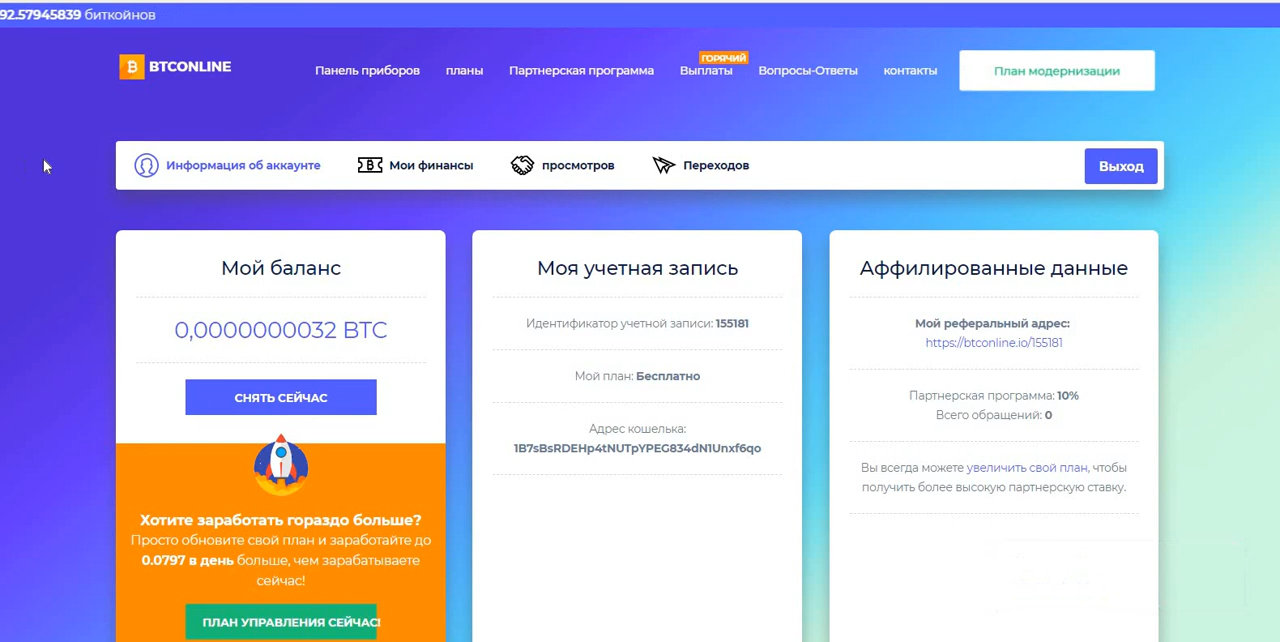 92.57945839 биткойнов
BTCONLINE
Панель приборов
планы
Партнерская программа
ГОРЯЧИЙ
Выплаты
Вопросы-Ответы
контакты
План модернизации
Информация об аккаунте
Мои финансы
просмотров
Переходов
Выход
Мой баланс
0,0000000032 BTC
СНЯТЬ СЕЙЧАС
Хотите заработать гораздо больше?
Просто обновите свой план и заработайте до
0.0797 в день больше, чем зарабатываете
сейчас!
ПЛАН УПРАВЛЕНИЯ СЕЙЧАС!
Моя учетная запись
Идентификатор учетной записи: 155181
Мой план: Бесплатно
Адрес кошелька:
1B7sBsRDEHp4tNUTpYPEG834dN1Unxf6qo
Аффилированные данные
Мой реферальный адрес:
https://btconline.io/155181
Партнерская программа: 10%
Всего обращений: 0
Вы всегда можете увеличить свой план, чтобы
получить более высокую партнерскую ставку.